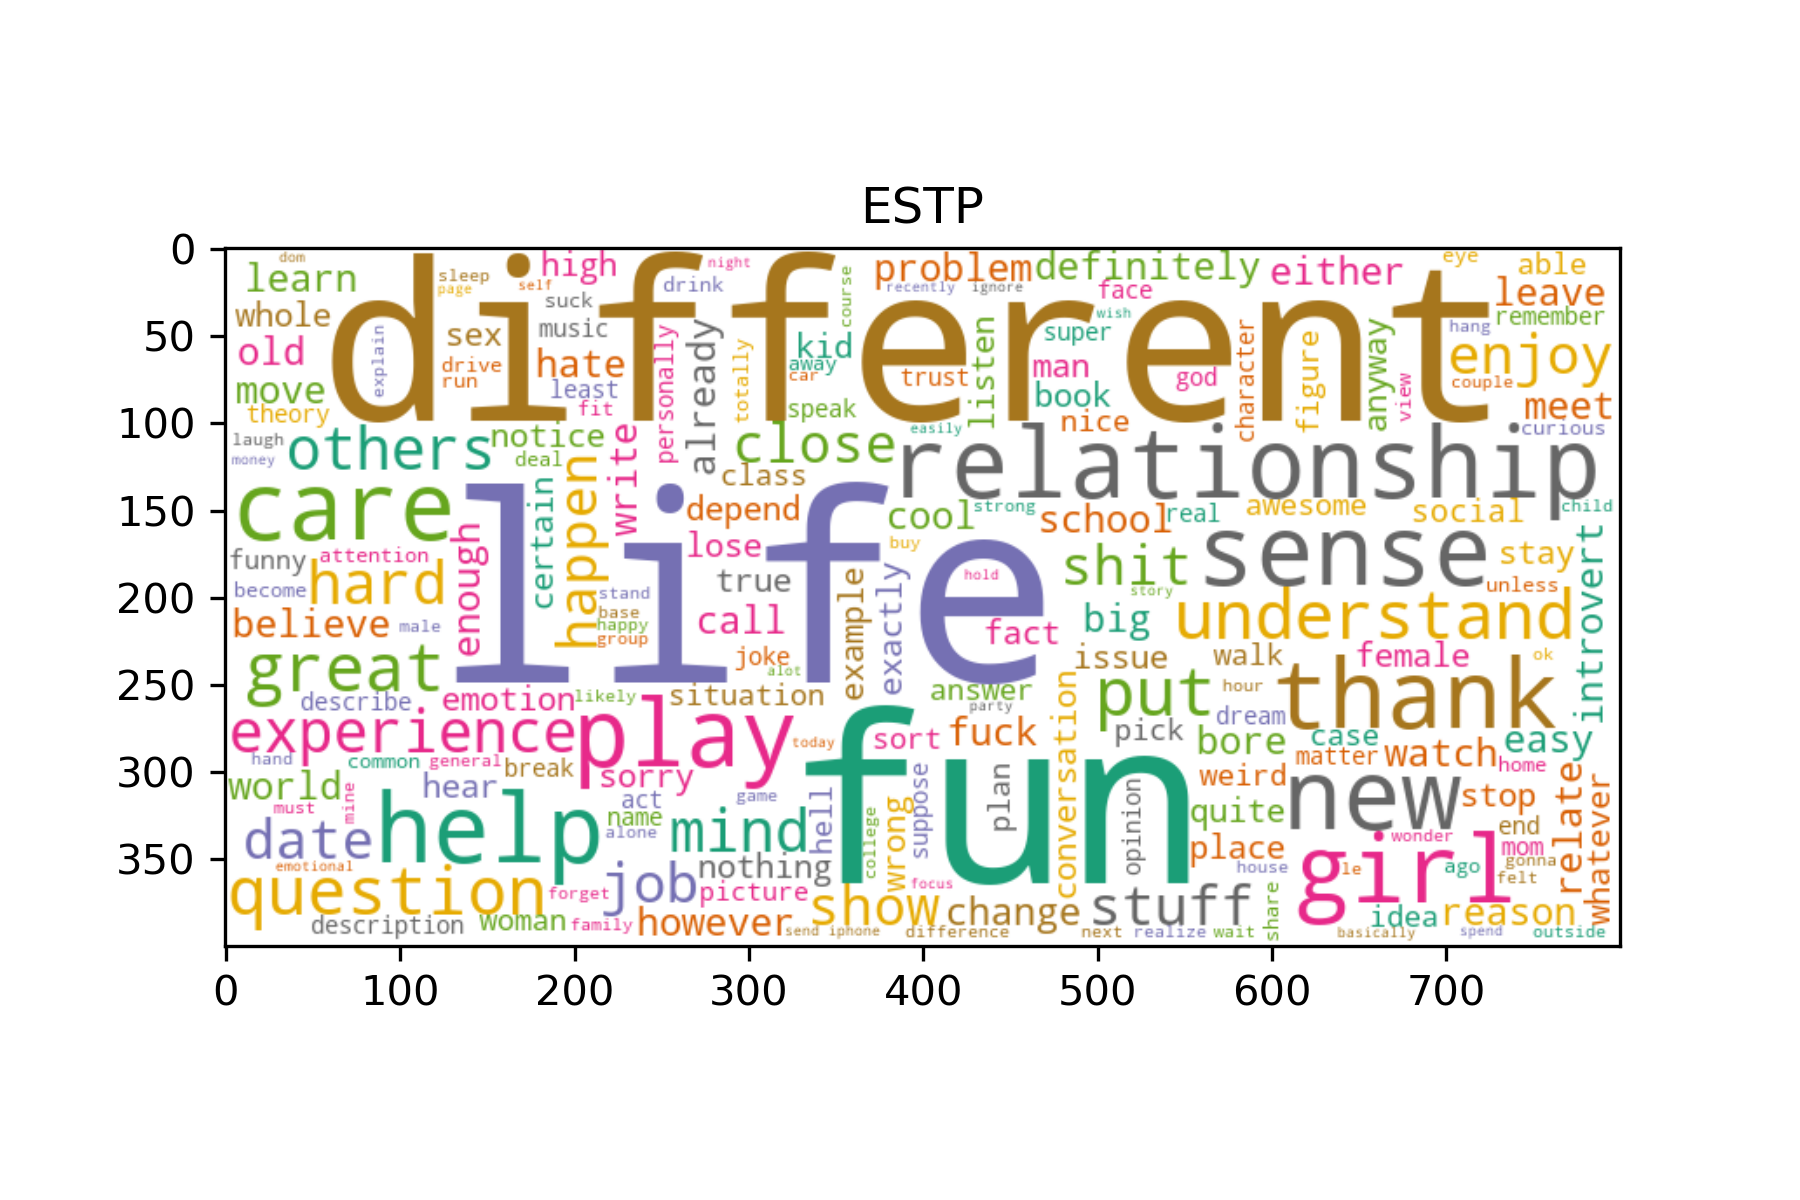 ESTP
0
50
100
150
200
250
300
350
0 100 200 300 400 500 600 700
dom
learn
whole
old
move
theory
explain
different
sleep
page
self
high
suck
music
sex
drive
run
hate
least
fit
night
drink
personally
already
totally
course
kid
away
car
speak
problem
recently
ignore
definitely
face
wish
super
either
eye
able
leave
remember
hang
enjoy
couple
meet
curious
trust
listen
man
book
nice
god
character
figure
anyway
view
easily
laugh
money
others
notice
deal
write
close
class
relationship
care
life
happen
certain
enough
depend
lose
true
call
joke
alot
cool
strong
school
real
awesome
social
child
buy
hold
shit
story
sense
stay
unless
introvert
funny
attention
become
hard
believe
male
stand
base
happy
group
example
exactly
fact
big
understand
great
describe
emotion
likely
situation
issue
walk
female
ok
answer
party
put
hour
thank
experience
play
today
sort
fuck
conversation
pick
dream
bore
case
matter
watch
easy
home
hand
common
general
break
sorry
world
must
mine
hear
act
name
alone
game
fun
hell
college
wrong
suppose
plan
opinion
weird
quite
new
stop
relate
whatever
date
help
mind
nothing
place
house
wonder
end
mom
gonna
felt
ago
le
girl
emotional
question
forget
job
picture
focus
description
woman
family
however
send
iphone
show
change
difference
stuff
next
realize
wait
share
idea
reason
basically
spend
outside